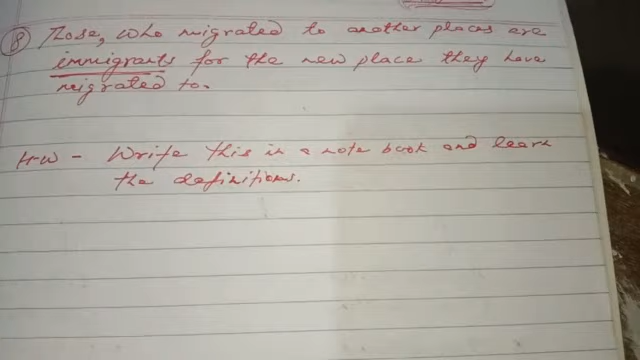 ⑧ Those, who migrated to another places are
immigrants for the new place they have
migrated to.
H.W - Write this in a note book and learn
the definitions.